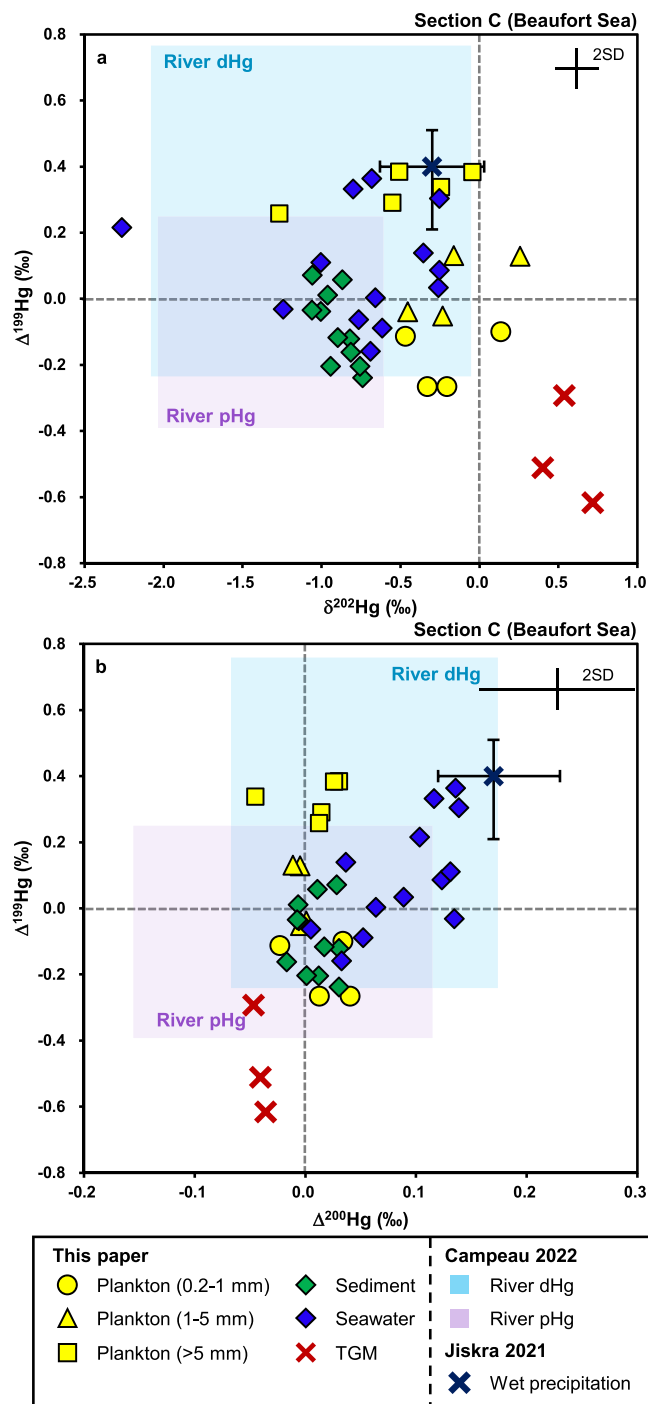 Section C (Beaufort Sea)
a
River dHg
2SD
River pHg
0.8
0.6
0.4
0.2
0.0
-0.2
-0.4
-0.6
-0.8
Δ¹⁹⁹Hg (‰)
-2.5 -2.0 -1.5 -1.0 -0.5 0.0 0.5 1.0
δ²⁰²Hg (‰)
Section C (Beaufort Sea)
b
River dHg
2SD
River pHg
0.8
0.6
0.4
0.2
0.0
-0.2
-0.4
-0.6
-0.8
Δ¹⁹⁹Hg (‰)
-0.2 -0.1 0.0 0.1 0.2 0.3
Δ²⁰⁰Hg (‰)
This paper
Plankton (0.2-1 mm)
Plankton (1-5 mm)
Plankton (>5 mm)
Sediment
Seawater
TGM
Campeau 2022
River dHg
River pHg
Jiskra 2021
Wet precipitation